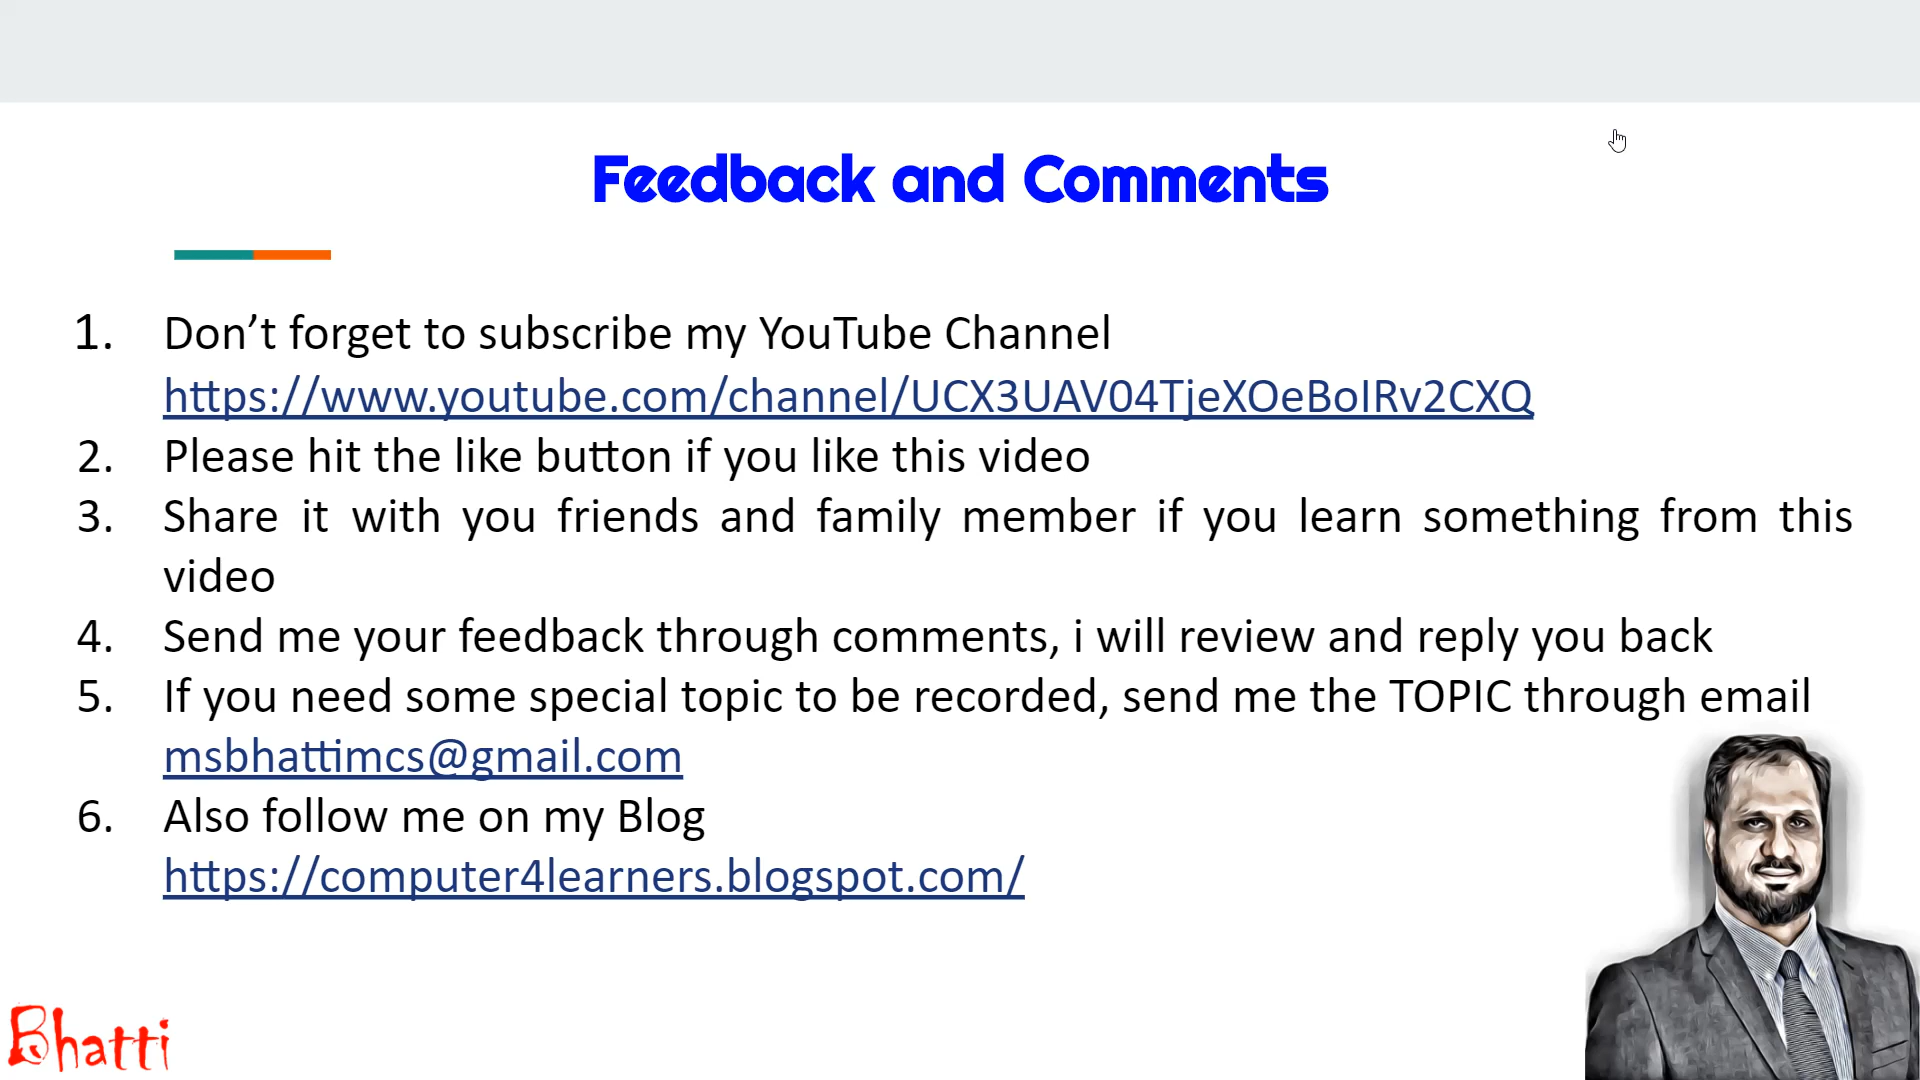 Feedback and Comments
1. Don’t forget to subscribe my YouTube Channel
https://www.youtube.com/channel/UCX3UAV04TjeXOeBoIRv2CXQ
2. Please hit the like button if you like this video
3. Share it with you friends and family member if you learn something from this
video
4. Send me your feedback through comments, i will review and reply you back
5. If you need some special topic to be recorded, send me the TOPIC through email
msbhattimcs@gmail.com
6. Also follow me on my Blog
https://computer4learners.blogspot.com/
Bhatti